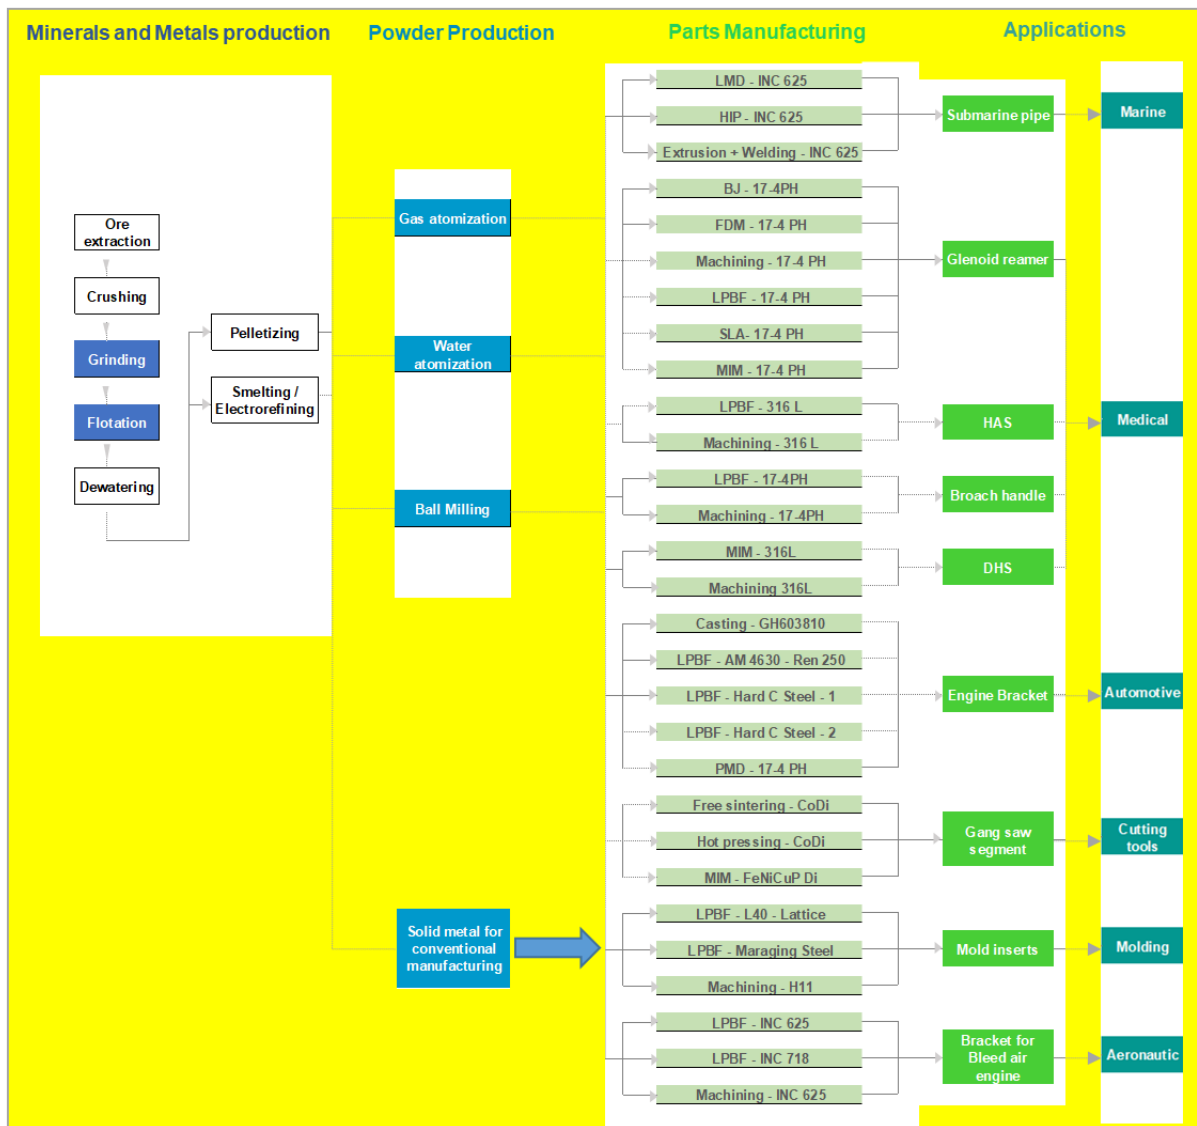 Minerals and Metals production
Powder Production
Parts Manufacturing
Applications
Ore
extraction
Crushing
Grinding
Flotation
Dewatering
Pelletizing
Smelting /
Electrorefining
Gas atomization
Water
atomization
Ball Milling
Solid metal for
conventional
manufacturing
LMD - INC 625
HIP - INC 625
Extrusion + Welding - INC 625
BJ - 17-4PH
FDM - 17-4 PH
Machining - 17-4 PH
LPBF - 17-4 PH
SLA- 17-4 PH
MIM - 17-4 PH
LPBF - 316 L
Machining - 316 L
LPBF - 17-4PH
Machining - 17-4PH
MIM - 316L
Machining 316L
Casting - GH603810
LPBF - AM 4630 - Ren 250
LPBF - Hard C Steel - 1
LPBF - Hard C Steel - 2
PMD - 17-4 PH
Free sintering - CoDi
Hot pressing - CoDi
MIM - FeNiCuP Di
LPBF - L40 - Lattice
LPBF - Maraging Steel
Machining - H11
LPBF - INC 625
LPBF - INC 718
Machining - INC 625
Submarine pipe
Glenoid reamer
HAS
Broach handle
DHS
Engine Bracket
Gang saw
segment
Mold inserts
Bracket for
Bleed air
engine
Marine
Medical
Automotive
Cutting
tools
Molding
Aeronautic